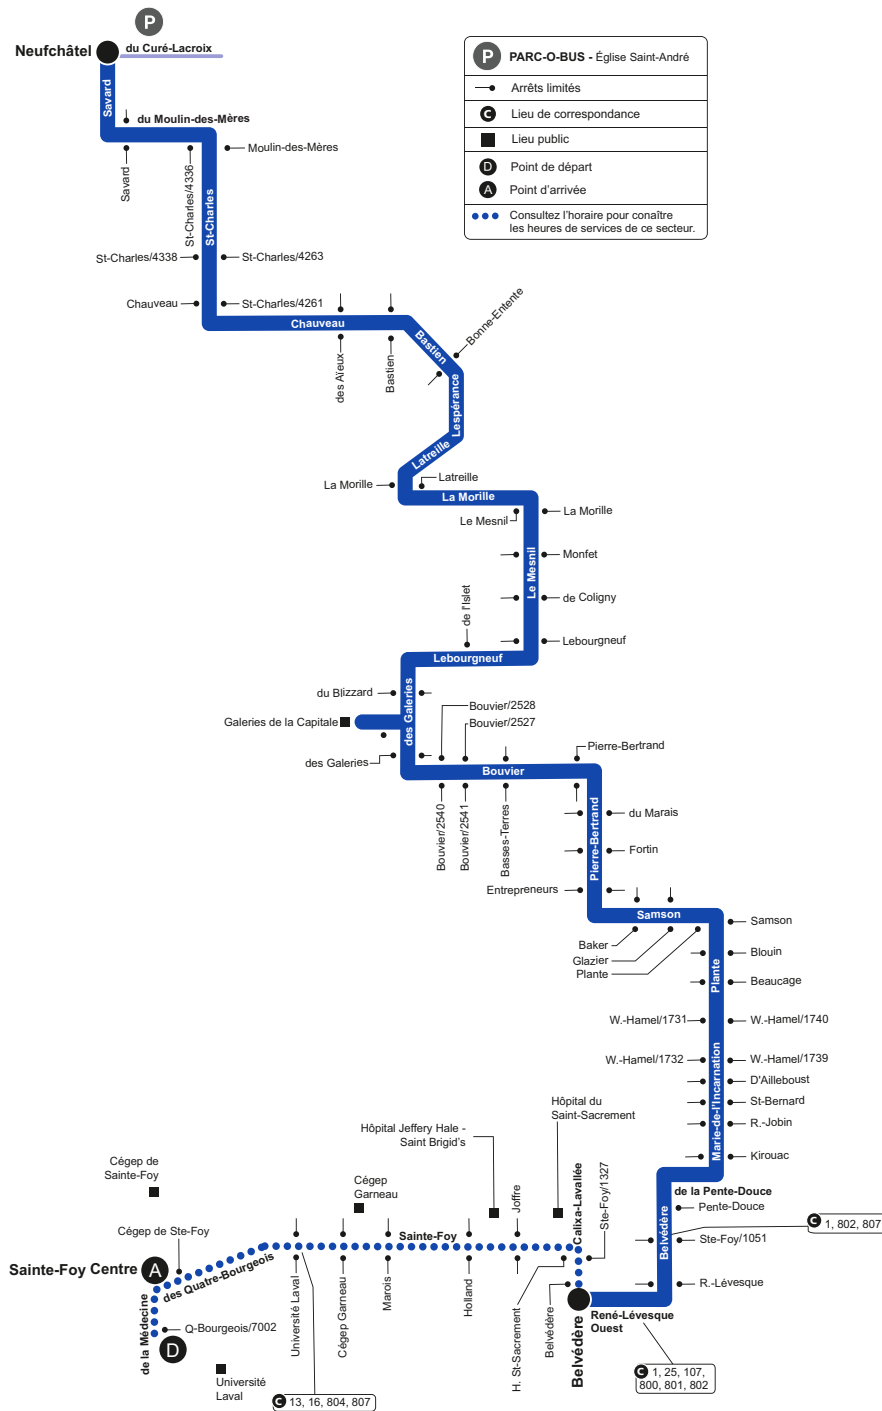 P
Neufchâtel
du Curé-Lacroix
P PARC-O-BUS - Église Saint-André
Arrêts limités
C Lieu de correspondance
Lieu public
D Point de départ
A Point d'arrivée
Consultez l'horaire pour conaître
les heures de services de ce secteur.
Savard
du Moulin-des-Mères
Moulin-des-Mères
Savard
St-Charles/4336
St-Charles
St-Charles/4338
St-Charles/4263
Chauveau
St-Charles/4261
Chauveau
des Aïeux
Bastien
Bastien
Bonne-Entente
Lespérance
Latreille
La Morille
Latreille
La Morille
Le Mesnil
La Morille
Le Mesnil
Monfet
de Coligny
de l'Islet
Lebourgneuf
Lebourgneuf
du Blizzard
des Galeries
Galeries de la Capitale
des Galeries
Bouvier/2528
Bouvier/2527
Pierre-Bertrand
Bouvier
Bouvier/2540
Bouvier/2541
Basses-Terres
Pierre-Bertrand
du Marais
Fortin
Entrepreneurs
Samson
Samson
Baker
Glazier
Plante
Plante
Blouin
Beaucage
W.-Hamel/1731
W.-Hamel/1740
W.-Hamel/1732
W.-Hamel/1739
Marie-de-l'Incarnation
D'Ailleboust
St-Bernard
R.-Jobin
Kirouac
de la Pente-Douce
Pente-Douce
Belvédère
C 1, 802, 807
Ste-Foy/1051
R.-Lévesque
René-Lévesque
Ouest
C 1, 25, 107,
800, 801, 802
Belvédère
Hôpital du
Saint-Sacrement
Hôpital Jeffery Hale -
Saint Brigid's
Calixa-Lavallée
Ste-Foy/1327
Belvédère
H. St-Sacrement
Joffre
Sainte-Foy
Holland
Marois
Cégep
Garneau
Cégep Garneau
Université Laval
C 13, 16, 804, 807
Cégep de
Sainte-Foy
Cégep de Ste-Foy
Sainte-Foy Centre
A
des Quatre-Bourgeois
de la Médecine
Q-Bourgeois/7002
D
Université
Laval